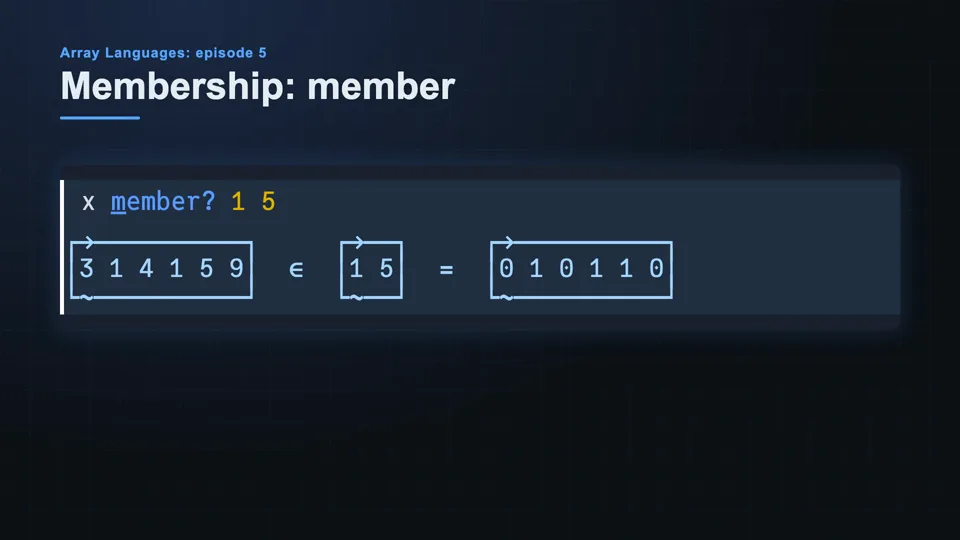 Array Languages: episode 5
Membership: member
x member? 1 5
┌→──────────┐   ┌→──┐   ┌→──────────┐
│3 1 4 1 5 9│ ∊ │1 5│ = │0 1 0 1 1 0│
└~──────────┘   └~──┘   └~──────────┘